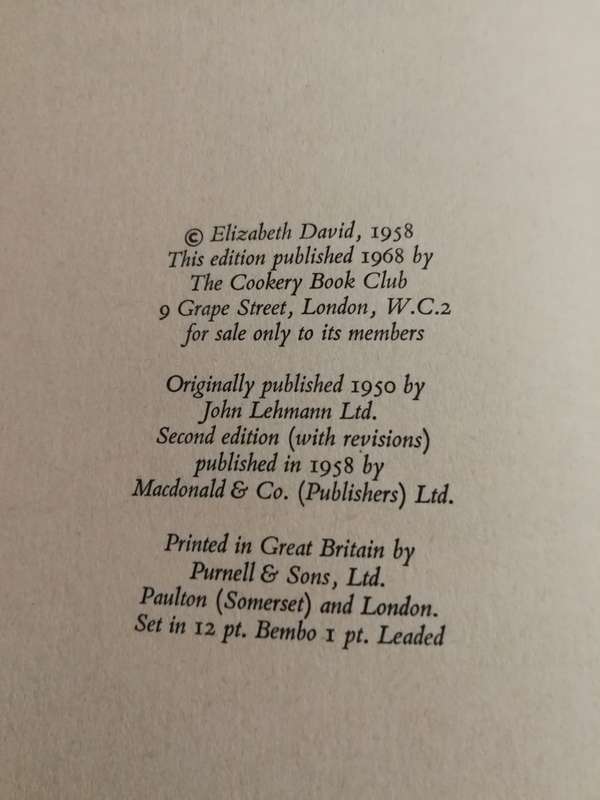 © Elizabeth David, 1958
This edition published 1968 by
The Cookery Book Club
9 Grape Street, London, W.C.2
for sale only to its members
Originally published 1950 by
John Lehmann Ltd.
Second edition (with revisions)
published in 1958 by
Macdonald & Co. (Publishers) Ltd.
Printed in Great Britain by
Purnell & Sons, Ltd.
Paulton (Somerset) and London.
Set in 12 pt. Bembo 1 pt. Leaded